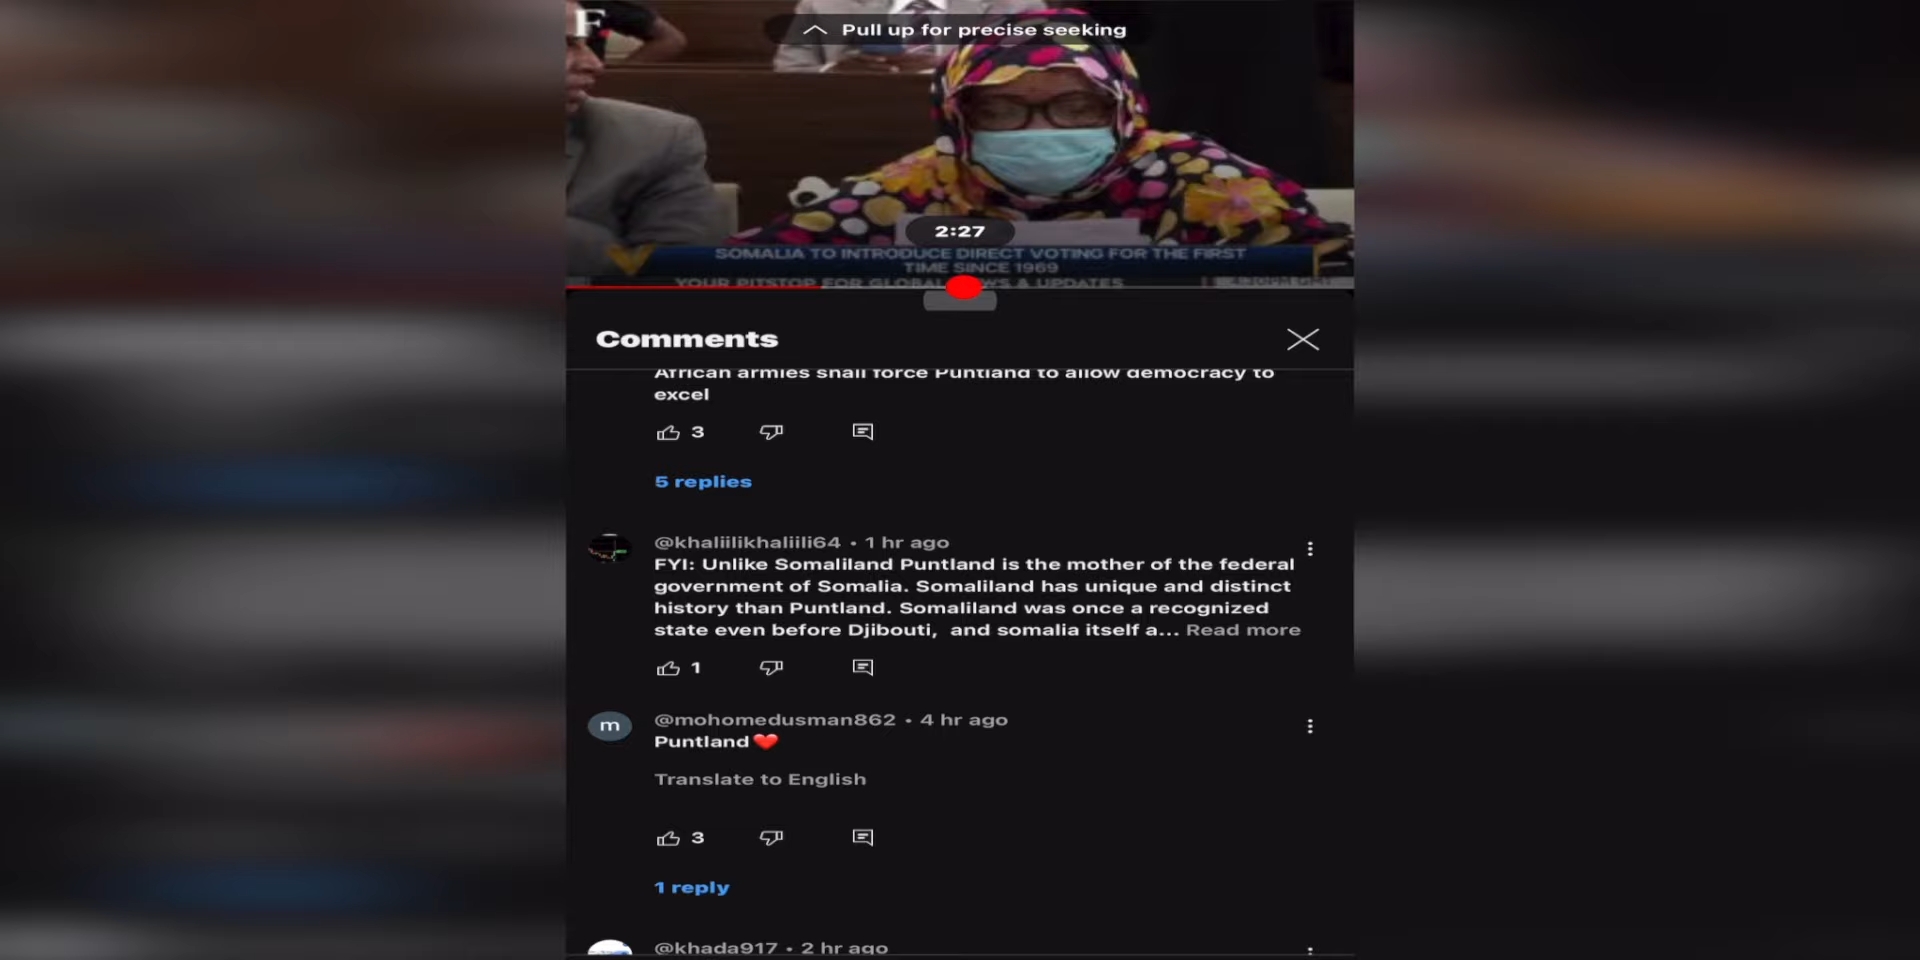 F.
Pull up for precise seeking
2:27
SOMALIA TO INTRODUCE DIRECT VOTING FOR THE FIRST
TIME SINCE 1969
YOUR PITSTOP FOR GLOBAL & UPDATES
Comments
African armies shall force Puntland to allow democracy to
excel
3
5 replies
@khaliilikhaliili64 • 1 hr ago
FYI: Unlike Somaliland Puntland is the mother of the federal
government of Somalia. Somaliland has unique and distinct
history than Puntland. Somaliland was once a recognized
state even before Djibouti, and somalia itself a... Read more
1
m
@mohomedusman862 • 4 hr ago
Puntland❤️
Translate to English
3
1 reply
@khada917 • 2 hr ago